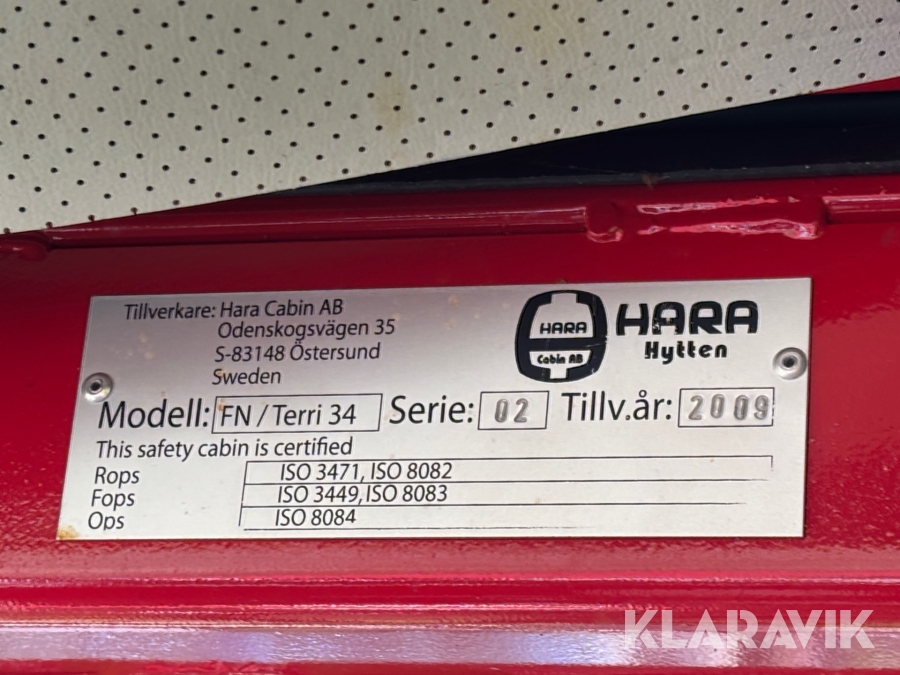 Tillverkare: Hara Cabin AB
Odenskogsvägen 35
S-83148 Östersund
Sweden
HARA
Cabin AB
HARA
Hytten
Modell: FN / Terri 34 Serie: 02 Tillv.år: 2009
This safety cabin is certified
Rops ISO 3471, ISO 8082
Fops ISO 3449, ISO 8083
Ops ISO 8084
KLARAVIK